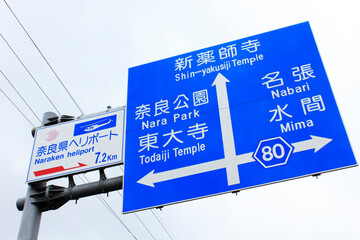 新薬師寺
Shin-yakusiji Temple
奈良公園
Nara Park
東大寺
Todaiji Temple
名張
Nabari
水間
Mima
80
奈良県ヘリポート
Naraken heliport
7.2KM